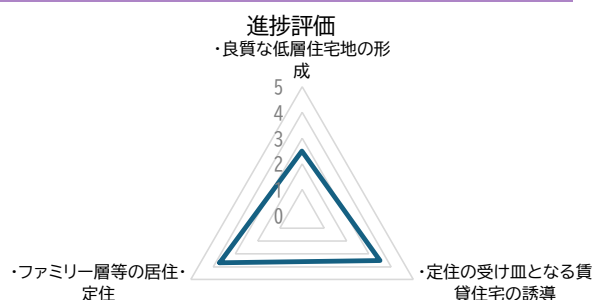 進捗評価
・良質な低層住宅地の形
成
5
4
3
2
1
0
・ファミリー層等の居住・
定住
・定住の受け皿となる賃
貸住宅の誘導